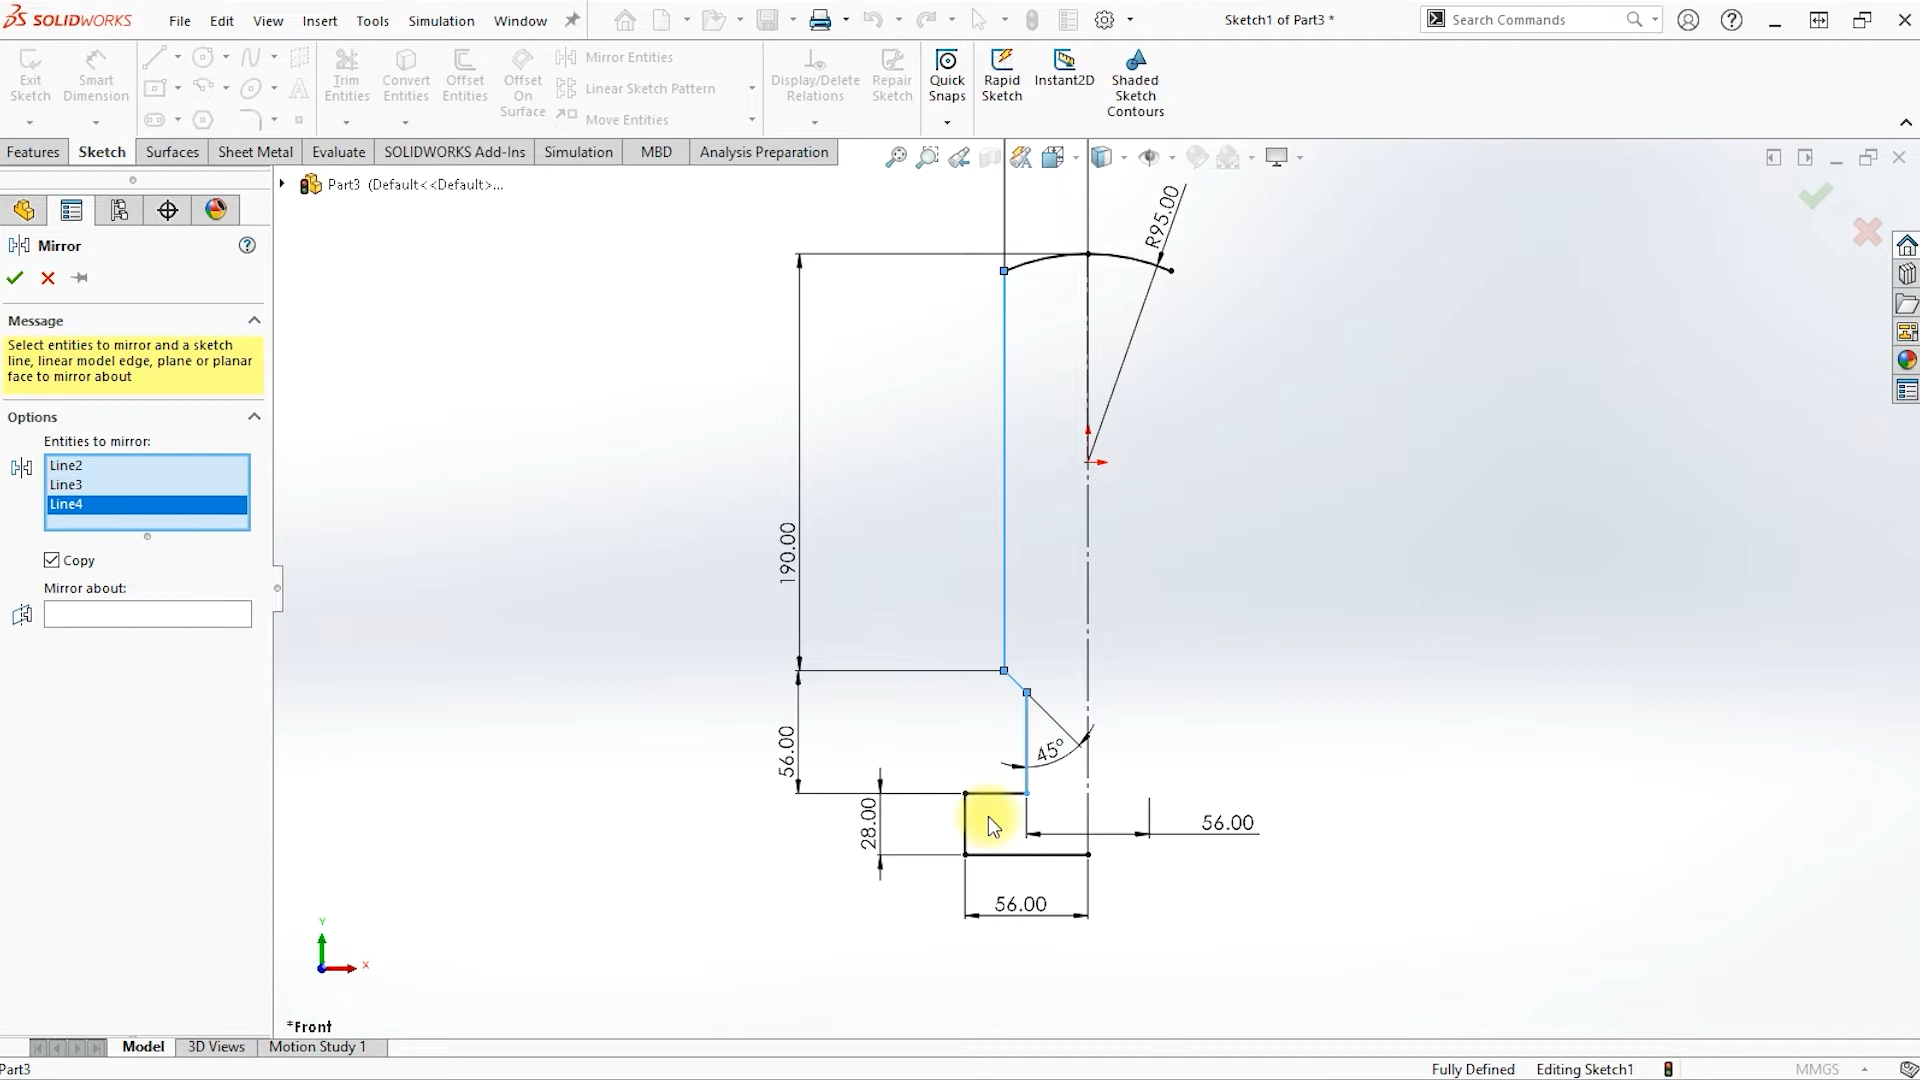 SOLIDWORKS
File Edit View Insert Tools Simulation Window
Sketch1 of Part3 *
Search Commands
Exit Sketch
Smart Dimension
Trim Entities
Convert Entities
Offset Entities
Offset On Surface
Mirror Entities
Linear Sketch Pattern
Move Entities
Display/Delete Relations
Repair Sketch
Quick Snaps
Rapid Sketch
Instant2D
Shaded Sketch Contours
Features Sketch Surfaces Sheet Metal Evaluate SOLIDWORKS Add-Ins Simulation MBD Analysis Preparation
Part3 (Default<<Default>...
Mirror
Message
Select entities to mirror and a sketch
line, linear model edge, plane or planar
face to mirror about
Options
Entities to mirror:
Line2
Line3
Line4
Copy
Mirror about:
R95.00
190.00
56.00
45°
28.00
56.00
56.00
Y
X
*Front
Model 3D Views Motion Study 1
Part3
Fully Defined Editing Sketch1 MMGS